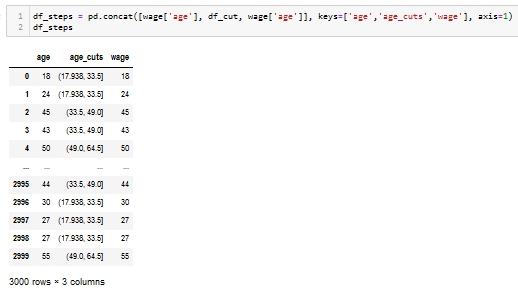 1 df_steps = pd.concat([wage['age'], df_cut, wage['age']], keys=['age','age_cuts','wage'], axis=1)
2 df_steps
age age_cuts wage
0 18 (17.938, 33.5] 18
1 24 (17.938, 33.5] 24
2 45 (33.5, 49.0] 45
3 43 (33.5, 49.0] 43
4 50 (49.0, 64.5] 50
... ... ... ...
2995 44 (33.5, 49.0] 44
2996 30 (17.938, 33.5] 30
2997 27 (17.938, 33.5] 27
2998 27 (17.938, 33.5] 27
2999 55 (49.0, 64.5] 55
3000 rows × 3 columns